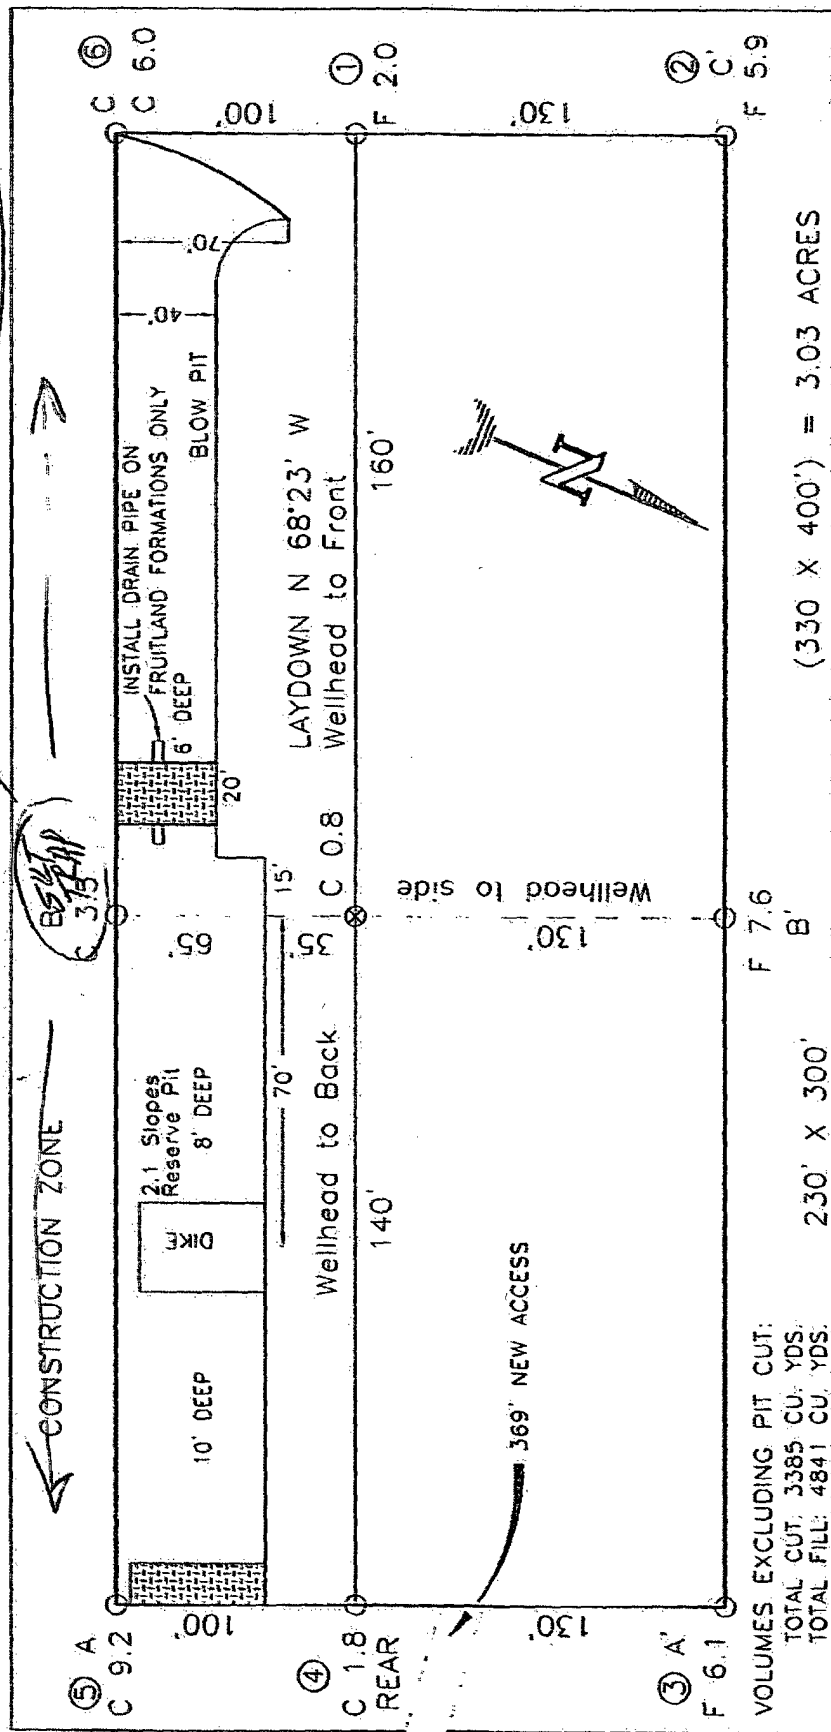 CONSTRUCTION ZONE
⑤ A
C 9.2
C 3.
⑥ C
C 6.0
INSTALL DRAIN PIPE ON
FRUITLAND FORMATIONS ONLY
6' DEEP
BLOW PIT
40'
70'
20'
100'
100'
10' DEEP
DIKE
2.1 Slopes
Reserve Pit
8' DEEP
65'
15'
35'
70'
LAYDOWN N 68°23' W
Wellhead to Back
C 0.8
Wellhead to Front
④
C 1.8
REAR
①
F 2.0
140'
160'
369' NEW ACCESS
130'
130'
Wellhead to side
130'
N
③ A'
F 6.1
F 7.6
B'
② C'
F 5.9
VOLUMES EXCLUDING PIT CUT:
TOTAL CUT: 3385 CU. YDS.
TOTAL FILL: 4841 CU. YDS.
230' X 300'
(330 X 400') = 3.03 ACRES